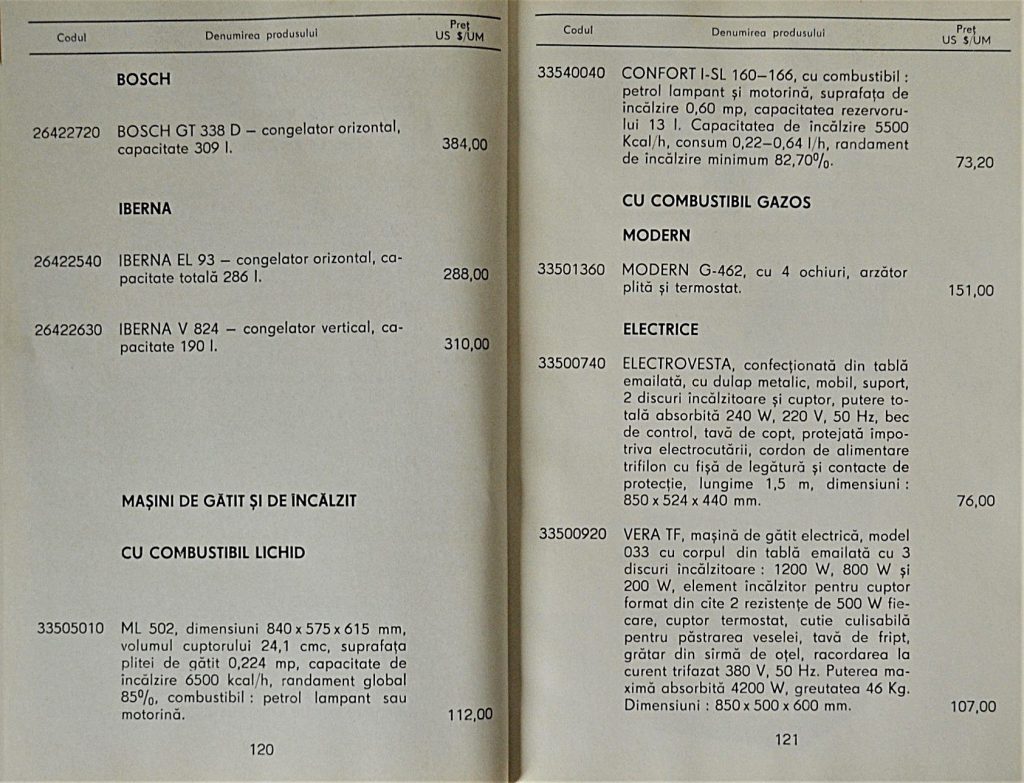 Codul Denumirea produsului Preț US $/UM
BOSCH
26422720 BOSCH GT 338 D – congelator orizontal,
capacitate 309 l. 384,00
IBERNA
26422540 IBERNA EL 93 – congelator orizontal, ca-
pacitate totală 286 l. 288,00
26422630 IBERNA V 824 – congelator vertical, ca-
pacitate 190 l. 310,00
MAȘINI DE GĂTIT ȘI DE ÎNCĂLZIT
CU COMBUSTIBIL LICHID
33505010 ML 502, dimensiuni 840 x 575 x 615 mm,
volumul cuptorului 24,1 cmc, suprafața
plitei de gătit 0,224 mp, capacitate de
încălzire 6500 kcal/h, randament global
85%, combustibil : petrol lampant sau
motorină. 112,00
120
Codul Denumirea produsului Preț US $/UM
33540040 CONFORT I-SL 160–166, cu combustibil :
petrol lampant și motorină, suprafața de
încălzire 0,60 mp, capacitatea rezervoru-
lui 13 l. Capacitatea de încălzire 5500
Kcal/h, consum 0,22–0,64 l/h, randament
de încălzire minimum 82,70%. 73,20
CU COMBUSTIBIL GAZOS
MODERN
33501360 MODERN G-462, cu 4 ochiuri, arzător
plită și termostat. 151,00
ELECTRICE
33500740 ELECTROVESTA, confecționată din tablă
emailată, cu dulap metalic, mobil, suport,
2 discuri încălzitoare și cuptor, putere to-
tală absorbită 240 W, 220 V, 50 Hz, bec
de control, tavă de copt, protejată împo-
triva electrocutării, cordon de alimentare
trifilon cu fișă de legătură și contacte de
protecție, lungime 1,5 m, dimensiuni :
850 x 524 x 440 mm. 76,00
33500920 VERA TF, mașină de gătit electrică, model
033 cu corpul din tablă emailată cu 3
discuri încălzitoare : 1200 W, 800 W și
200 W, element încălzitor pentru cuptor
format din cîte 2 rezistențe de 500 W fie-
care, cuptor termostat, cutie culisabilă
pentru păstrarea veselei, tavă de fript,
grătar din sîrmă de oțel, racordarea la
curent trifazat 380 V, 50 Hz. Puterea ma-
ximă absorbită 4200 W, greutatea 46 Kg.
Dimensiuni : 850 x 500 x 600 mm. 107,00
121